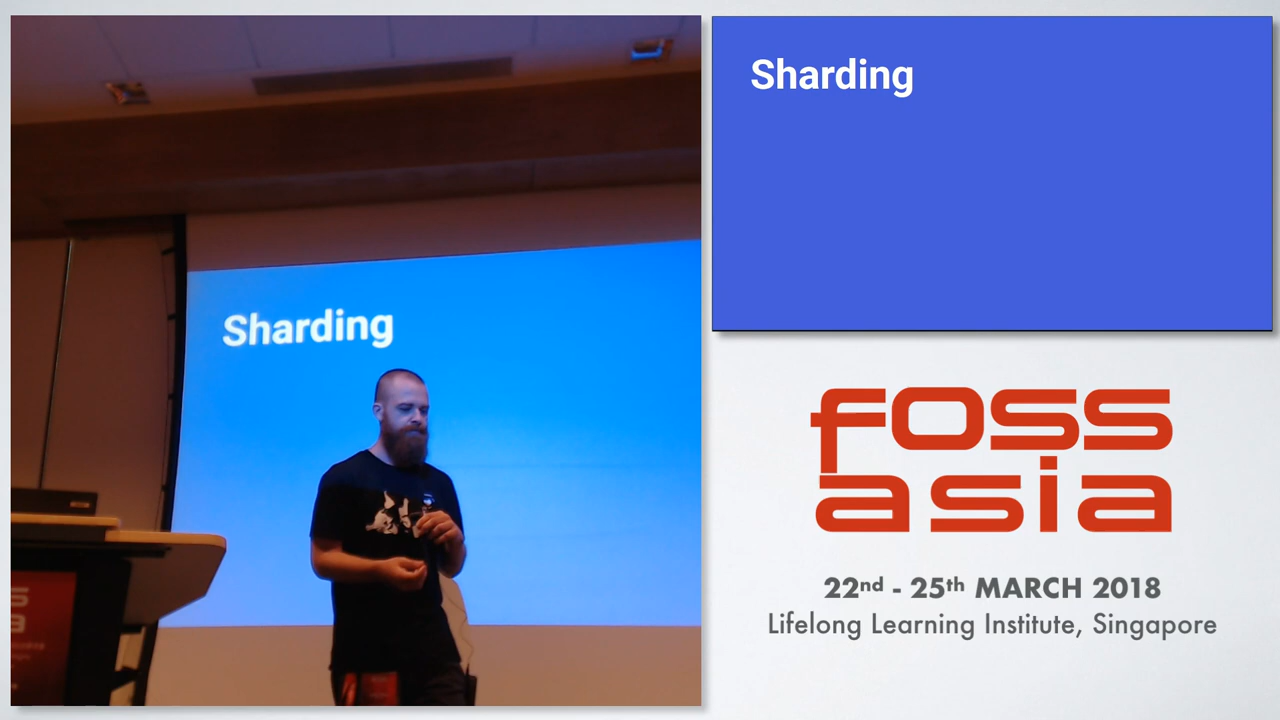 Sharding
Sharding
foss
asia
22nd - 25th MARCH 2018
Lifelong Learning Institute, Singapore